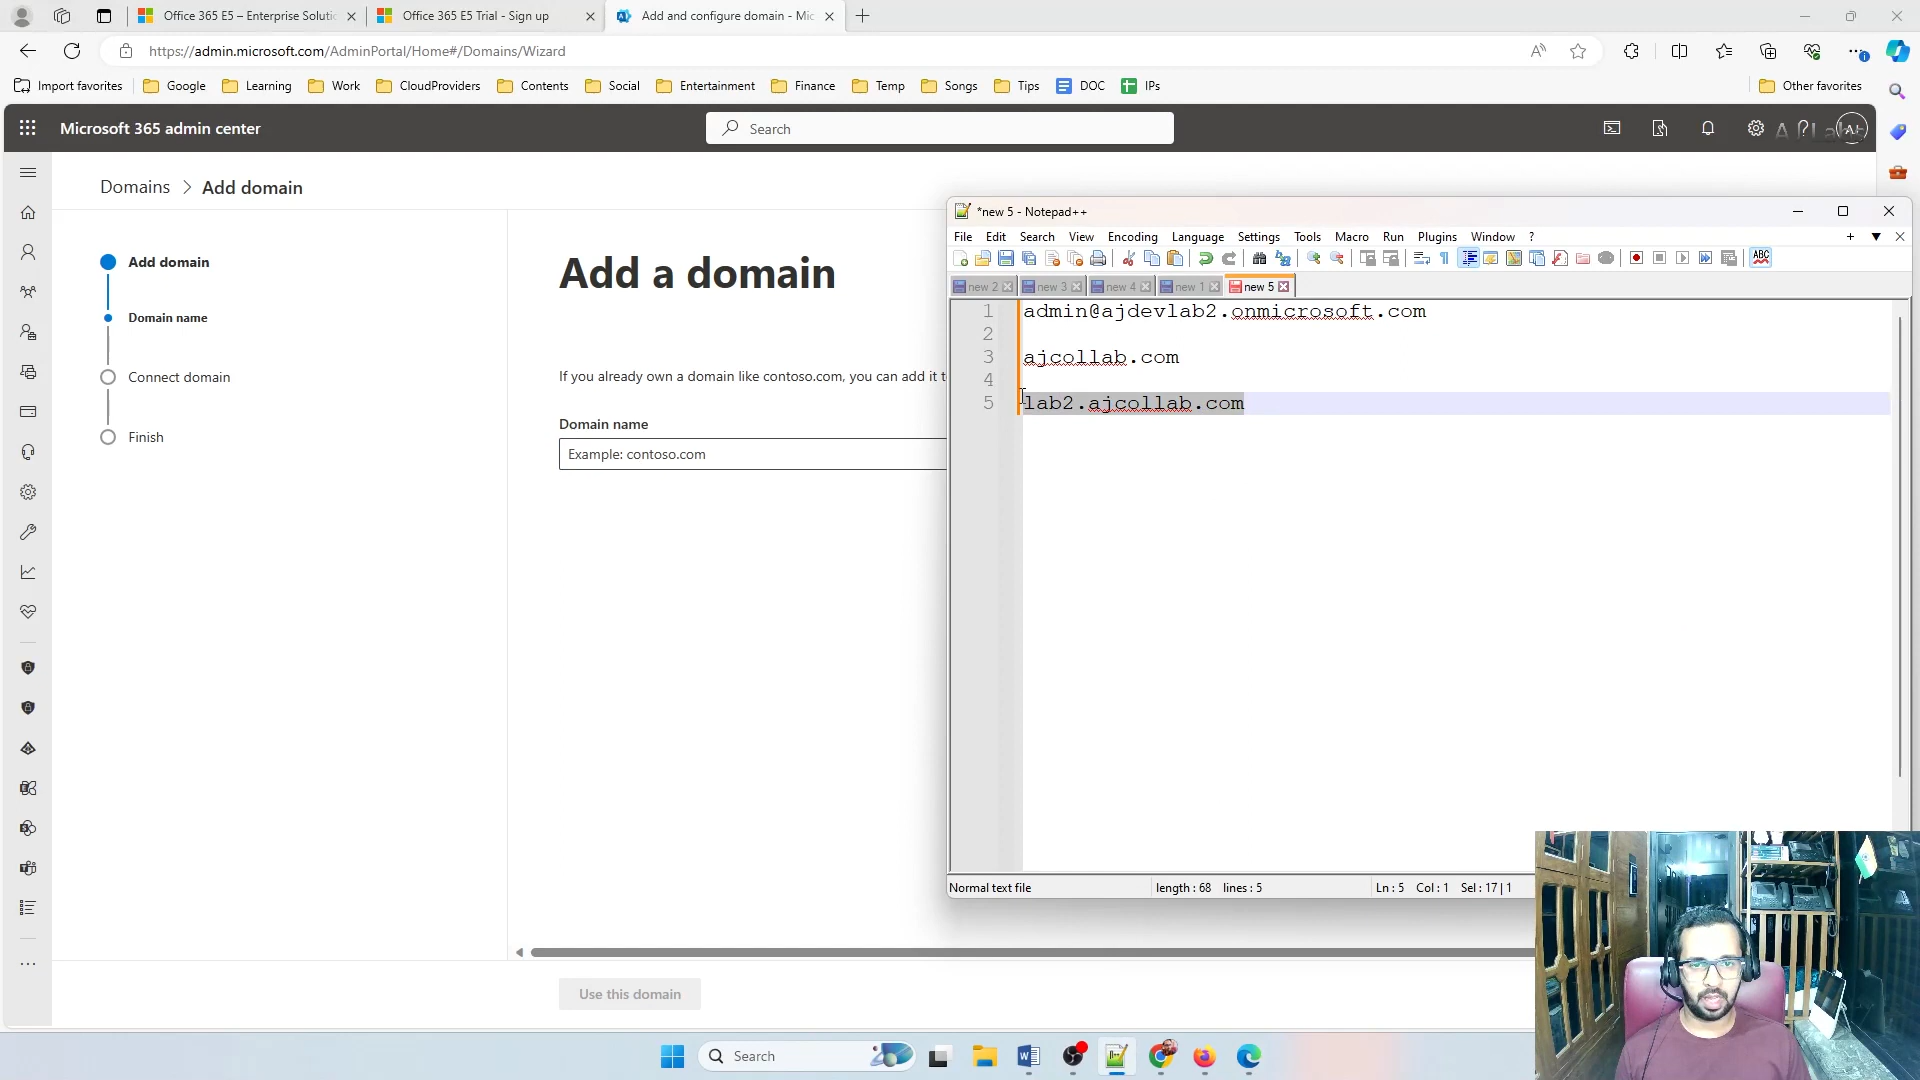 Office 365 E5 – Enterprise Solutic
Office 365 E5 Trial - Sign up
Add and configure domain - Mic
https://admin.microsoft.com/AdminPortal/Home#/Domains/Wizard
Import favorites
Google
Learning
Work
CloudProviders
Contents
Social
Entertainment
Finance
Temp
Songs
Tips
DOC
IPs
Other favorites
Microsoft 365 admin center
Search
Domains > Add domain
Add domain
Domain name
Connect domain
Finish
Add a domain
If you already own a domain like contoso.com, you can add it t
Domain name
Example: contoso.com
Use this domain
*new 5 - Notepad++
File Edit Search View Encoding Language Settings Tools Macro Run Plugins Window ?
new 2
new 3
new 4
new 1
new 5
1 admin@ajdevlab2.onmicrosoft.com
2
3 ajcollab.com
4
5 lab2.ajcollab.com
Normal text file
length : 68 lines : 5
Ln : 5 Col : 1 Sel : 17 | 1
Search